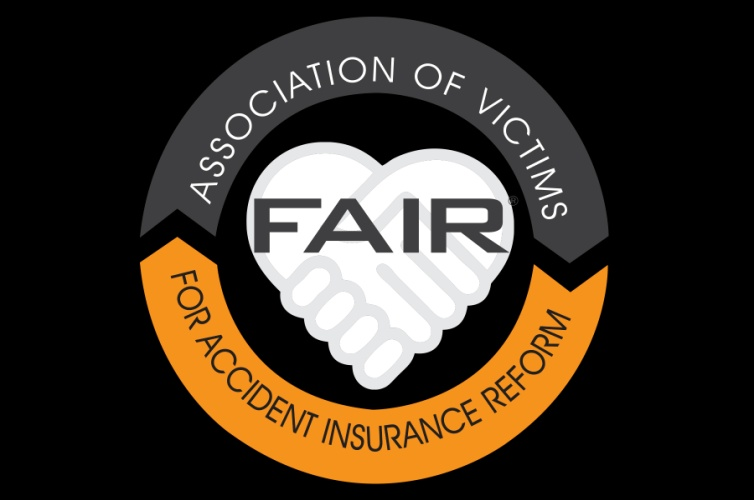 ASSOCIATION OF VICTIMS
FAIR®
FOR ACCIDENT INSURANCE REFORM